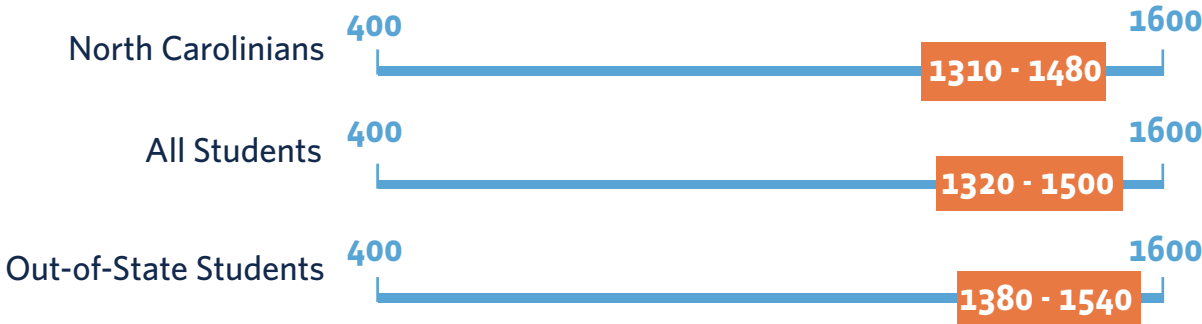 400 1600
North Carolinians 1310 - 1480
400 1600
All Students 1320 - 1500
400 1600
Out-of-State Students 1380 - 1540